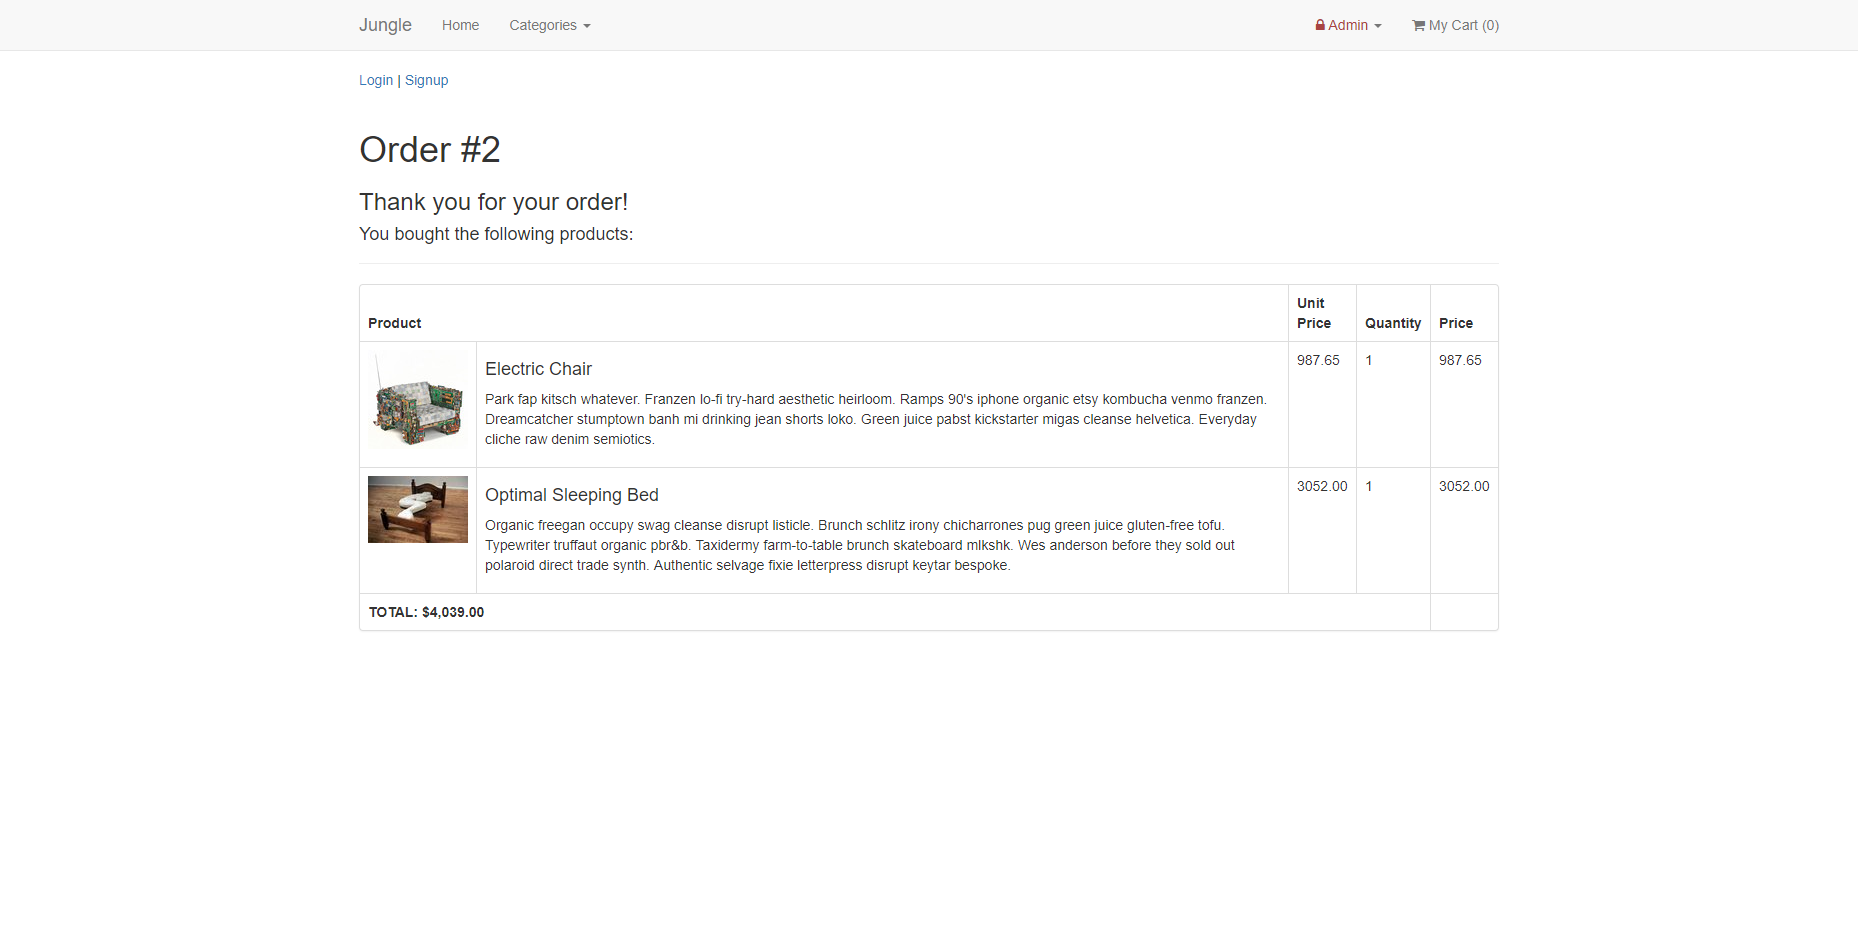 Jungle Home Categories Admin My Cart (0)
Login | Signup
Order #2
Thank you for your order!
You bought the following products:
Product Unit Price Quantity Price
Electric Chair 987.65 1 987.65
Park fap kitsch whatever. Franzen lo-fi try-hard aesthetic heirloom. Ramps 90's iphone organic etsy kombucha venmo franzen.
Dreamcatcher stumptown banh mi drinking jean shorts loko. Green juice pabst kickstarter migas cleanse helvetica. Everyday
cliche raw denim semiotics.
Optimal Sleeping Bed 3052.00 1 3052.00
Organic freegan occupy swag cleanse disrupt listicle. Brunch schlitz irony chicharrones pug green juice gluten-free tofu.
Typewriter truffaut organic pbr&b. Taxidermy farm-to-table brunch skateboard mlkshk. Wes anderson before they sold out
polaroid direct trade synth. Authentic selvage fixie letterpress disrupt keytar bespoke.
TOTAL: $4,039.00